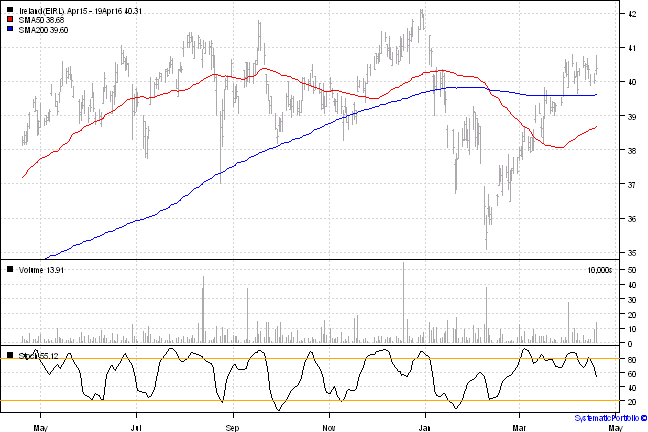 Ireland(EIRL) Apr15 - 19Apr16 40.31
SMA50 38.68
SMA200 39.60
42
41
40
39
38
37
36
35
Volume 13.91
10,000s
50
40
30
20
10
0
55.12
80
60
40
20
May
Jul
Sep
Nov
Jan
Mar
May
SystematicPortfolio ©